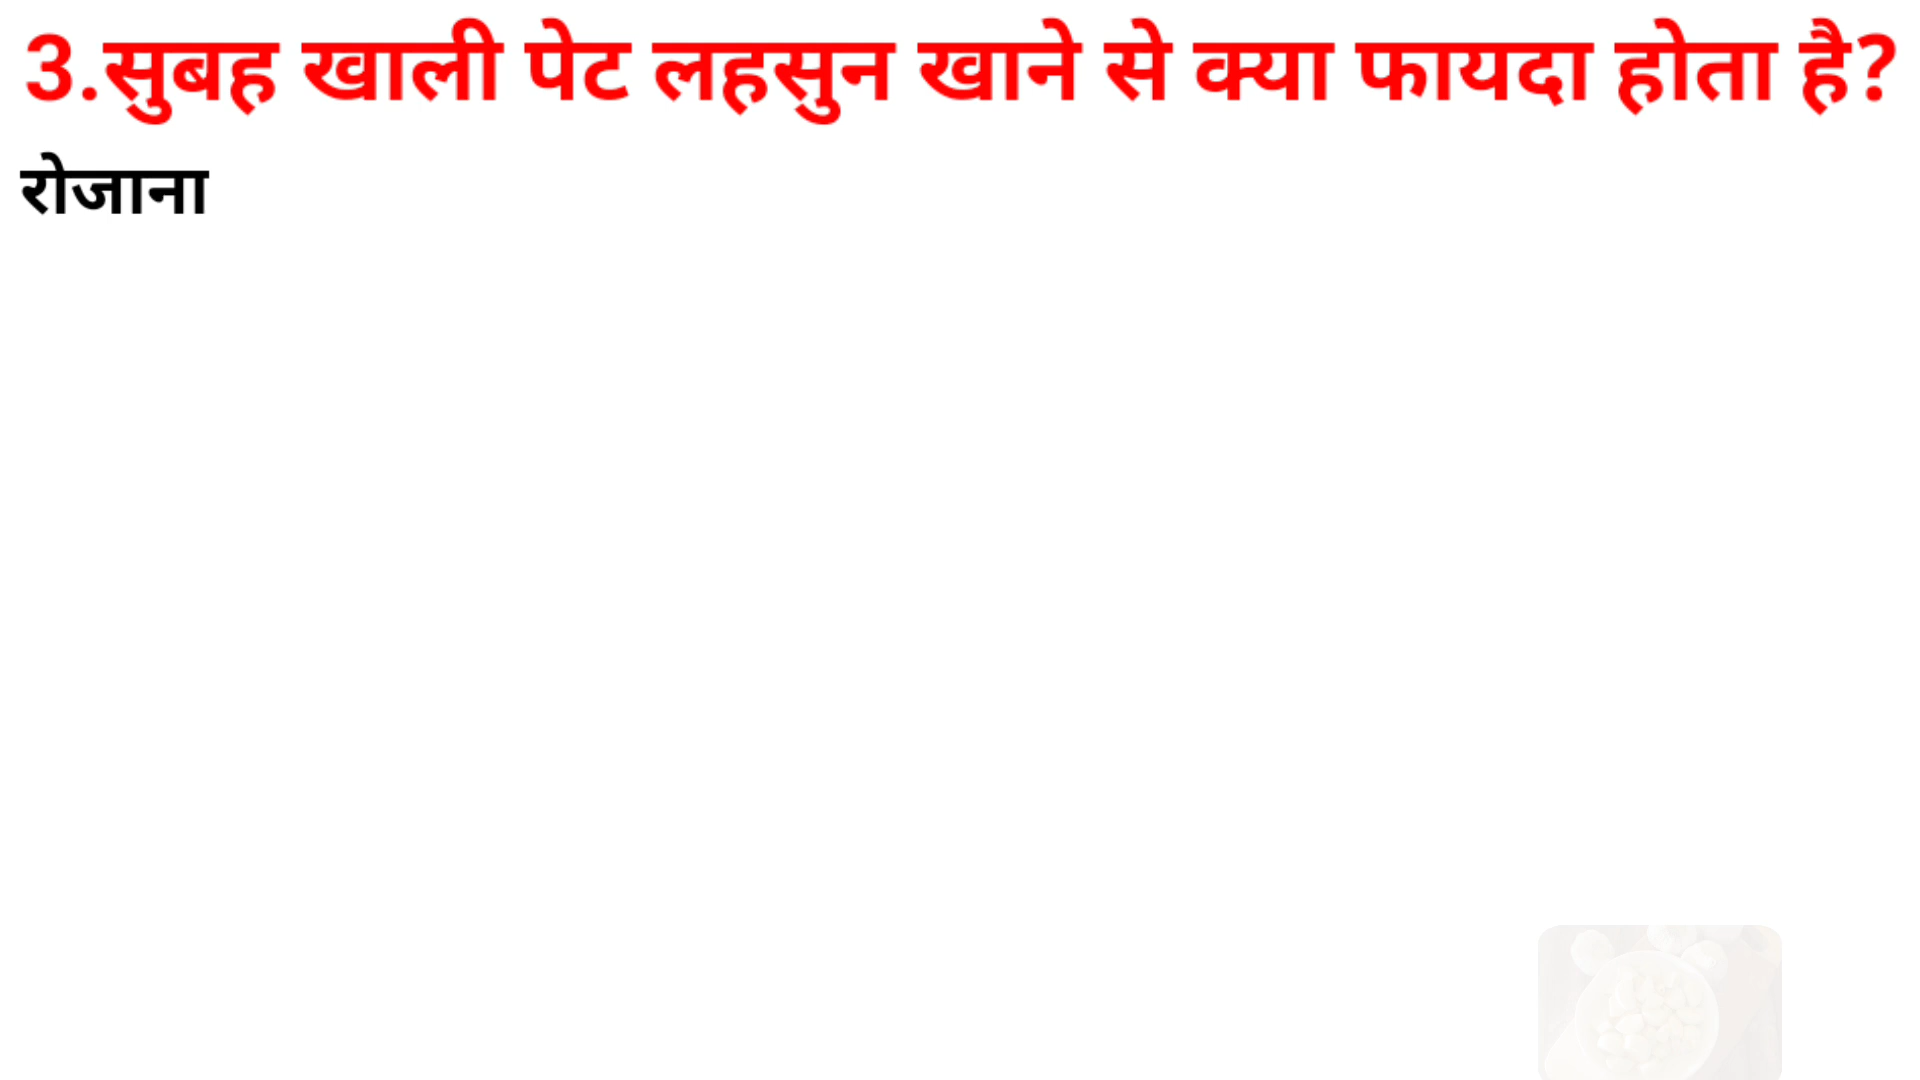 3.सुबह खाली पेट लहसुन खाने से क्या फायदा होता है?
रोजाना